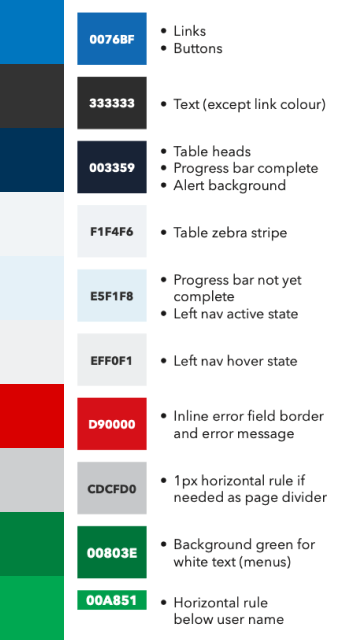 0076BF
• Links
• Buttons
333333
• Text (except link colour)
003359
• Table heads
• Progress bar complete
• Alert background
F1F4F6
• Table zebra stripe
E5F1F8
• Progress bar not yet
complete
• Left nav active state
EFF0F1
• Left nav hover state
D90000
• Inline error field border
and error message
CDCFD0
• 1px horizontal rule if
needed as page divider
00803E
• Background green for
white text (menus)
00A851
• Horizontal rule
below user name